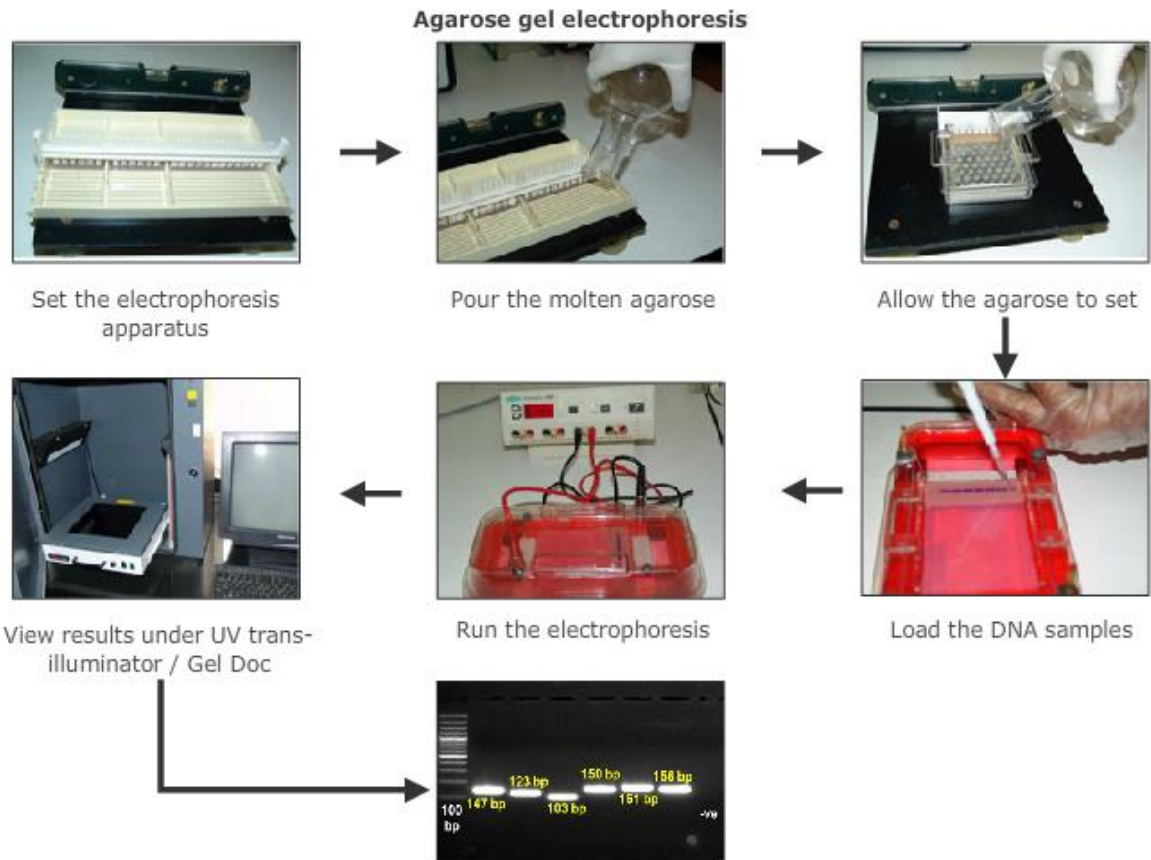 Agarose gel electrophoresis
Set the electrophoresis
apparatus
Pour the molten agarose
Allow the agarose to set
Load the DNA samples
Run the electrophoresis
View results under UV trans-
illuminator / Gel Doc
147 bp
123 bp
103 bp
150 bp
161 bp
156 bp
100
bp
-ve